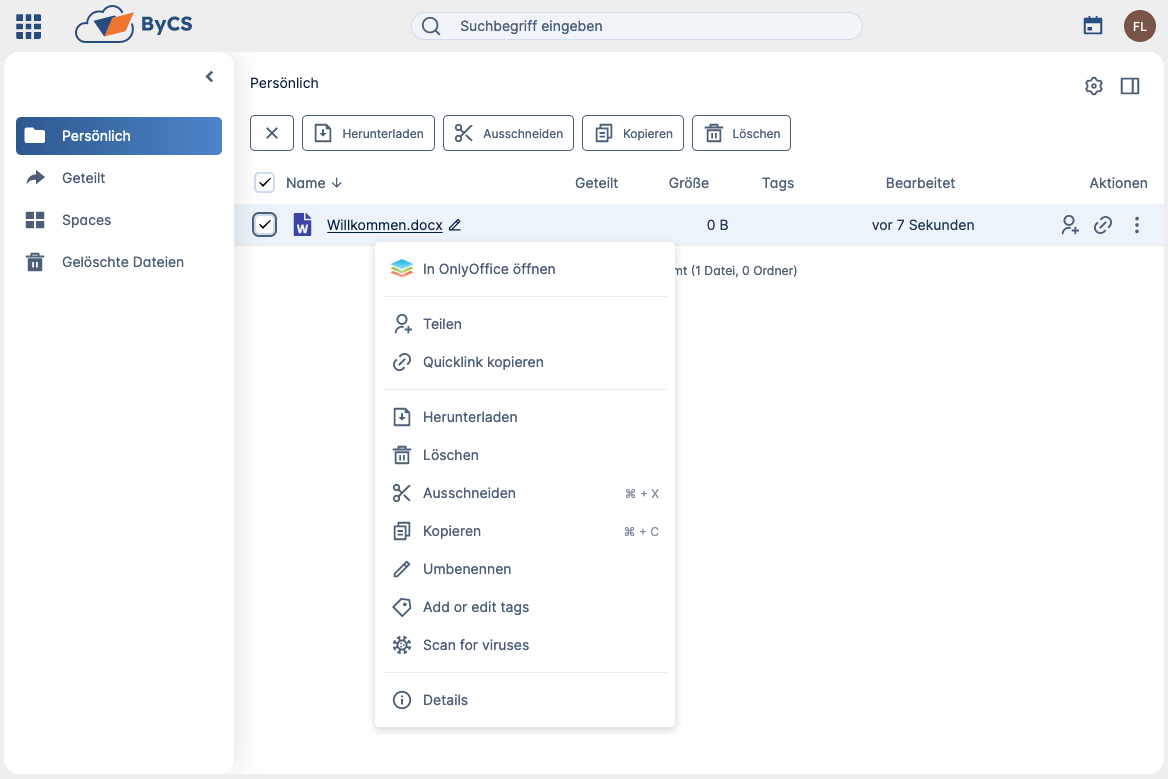 ByCS
Suchbegriff eingeben
FL
Persönlich
Geteilt
Spaces
Gelöschte Dateien
Persönlich
Herunterladen
Ausschneiden
Kopieren
Löschen
Name
Geteilt
Größe
Tags
Bearbeitet
Aktionen
Willkommen.docx
0 B
vor 7 Sekunden
(1 Datei, 0 Ordner)
In OnlyOffice öffnen
Teilen
Quicklink kopieren
Herunterladen
Löschen
Ausschneiden ⌘ + X
Kopieren ⌘ + C
Umbenennen
Add or edit tags
Scan for viruses
Details